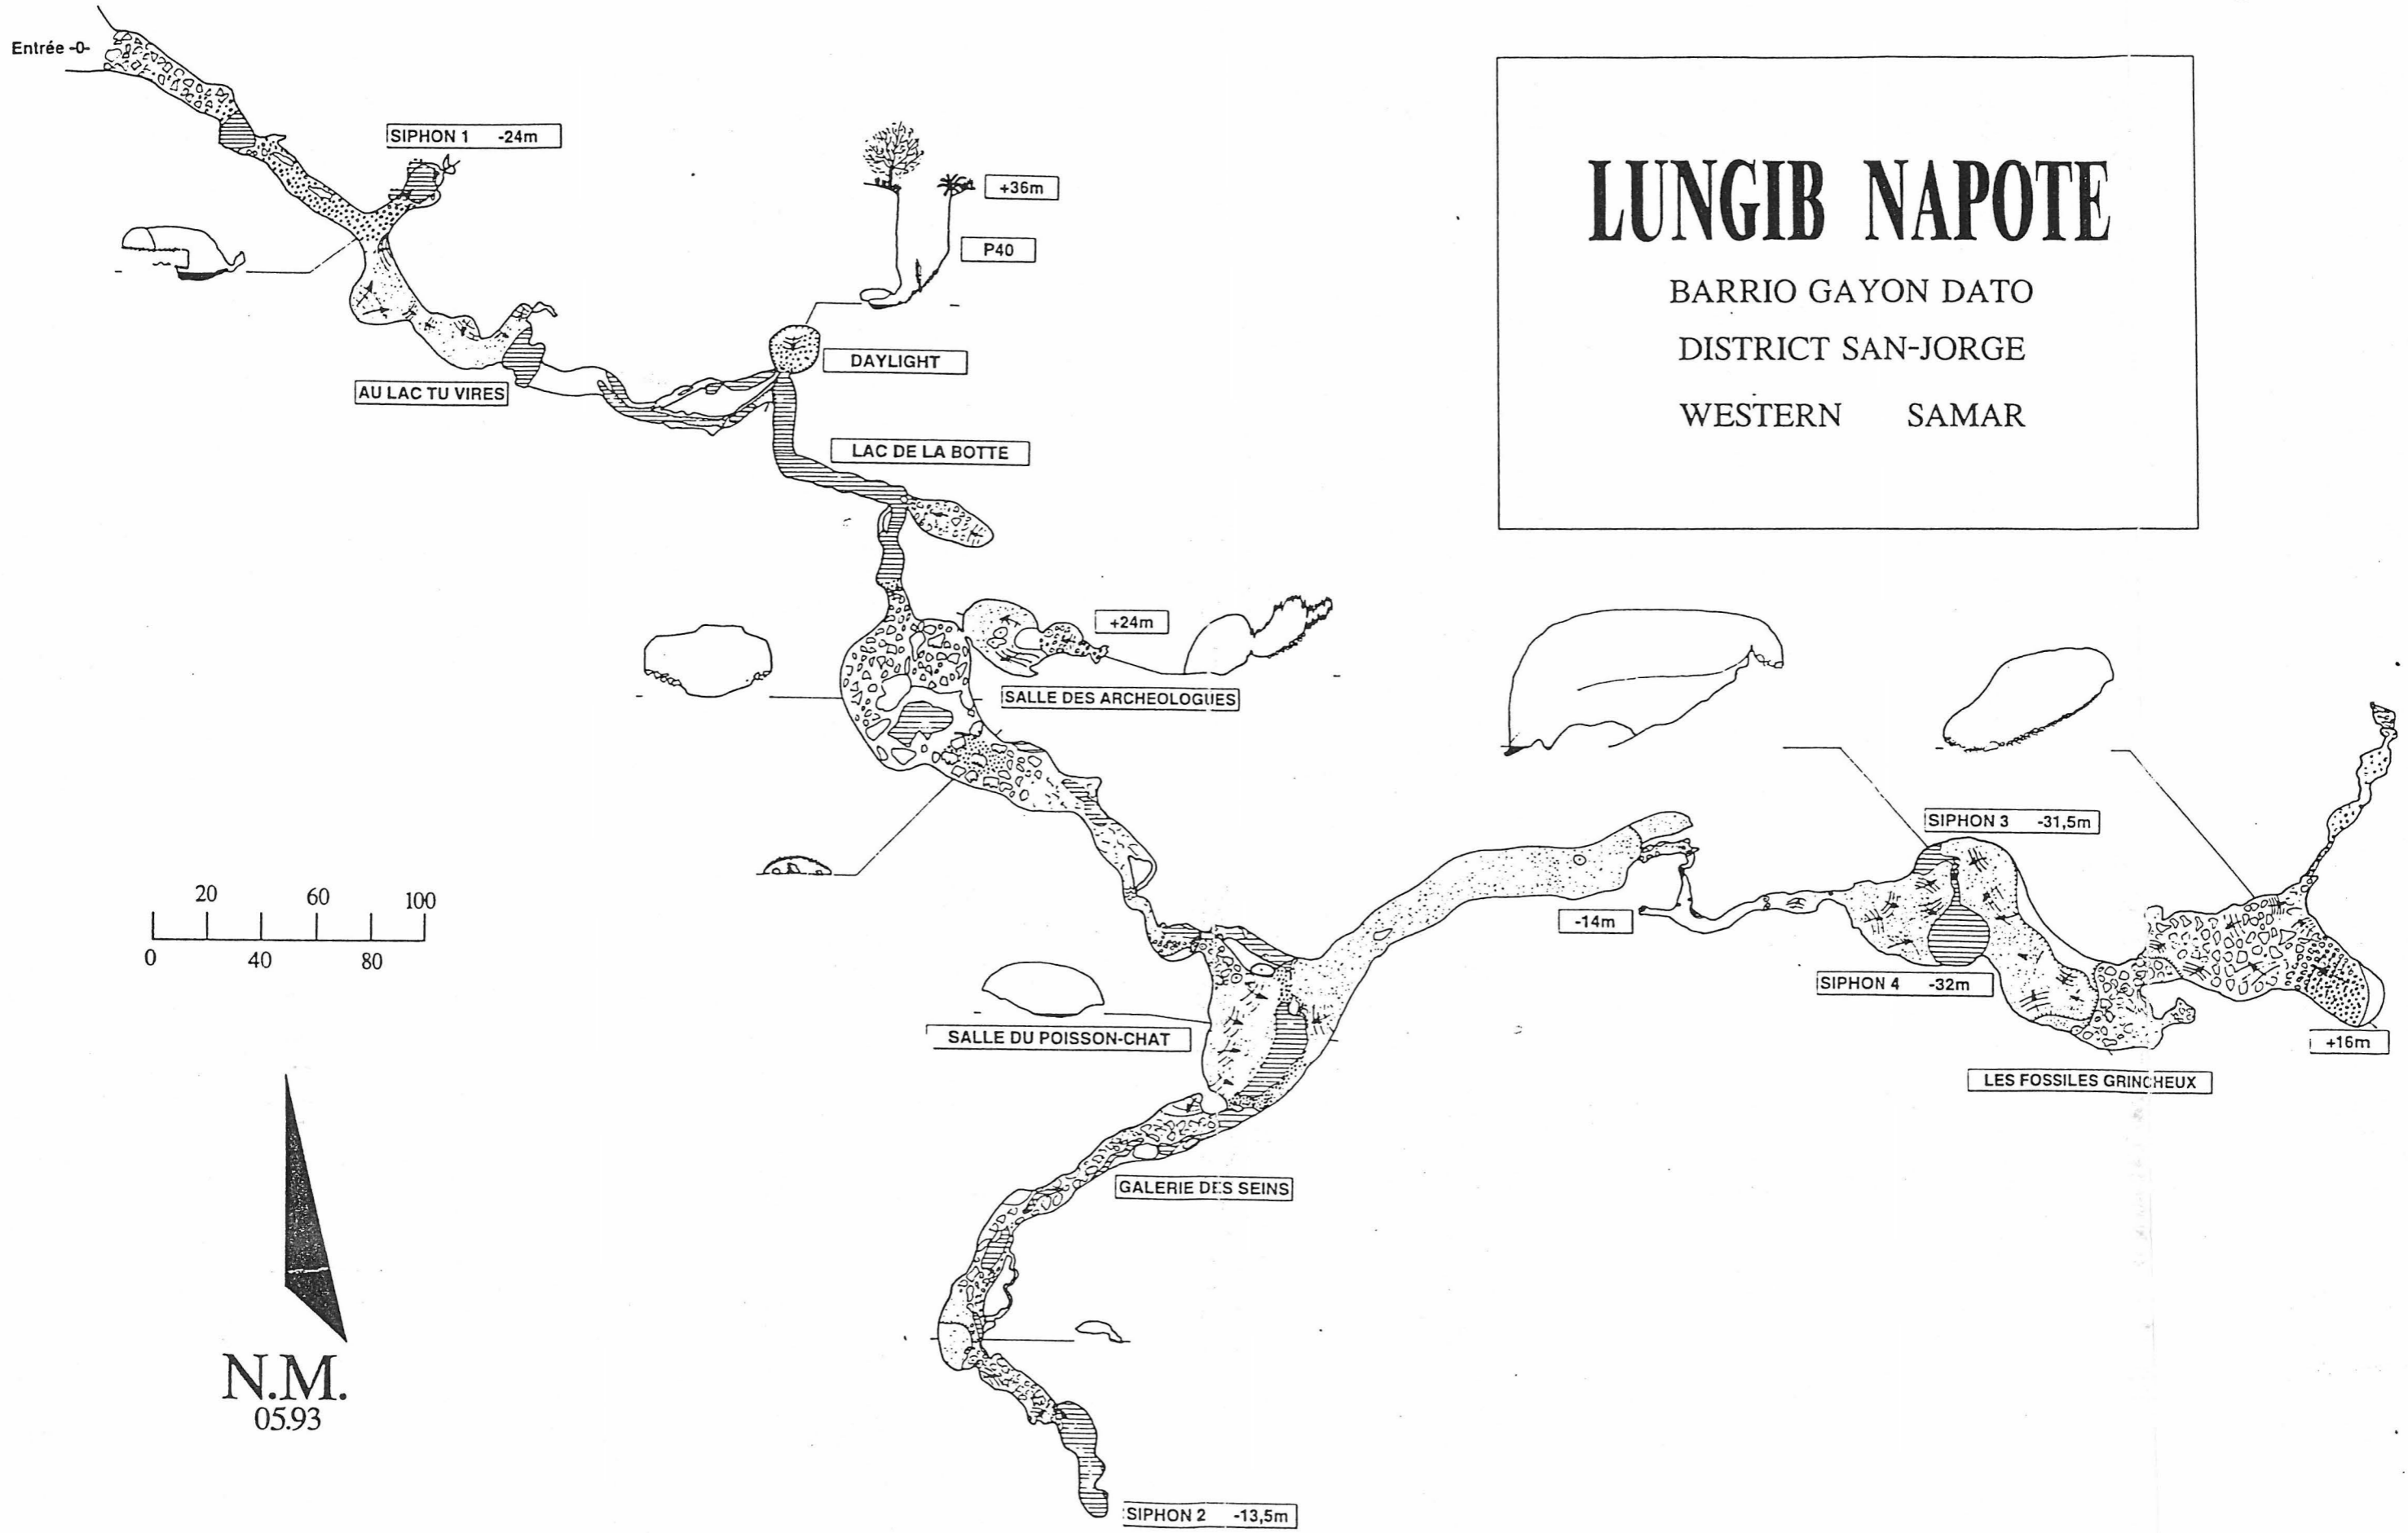 Entrée -0-
SIPHON 1 -24m
+36m
P40
DAYLIGHT
AU LAC TU VIRES
LAC DE LA BOTTE
LUNGIB NAPOTE
BARRIO GAYON DATO
DISTRICT SAN-JORGE
WESTERN SAMAR
+24m
SALLE DES ARCHEOLOGUES
SIPHON 3 -31,5m
-14m
SIPHON 4 -32m
+16m
LES FOSSILES GRINCHEUX
20 60 100
0 40 80
SALLE DU POISSON-CHAT
GALERIE DES SEINS
N.M.
05.93
SIPHON 2 -13,5m